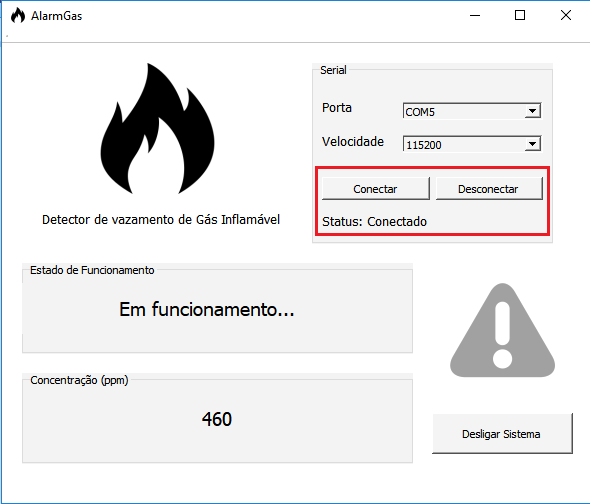 AlarmGas
Serial
Porta
COM5
Velocidade
115200
Conectar
Desconectar
Status: Conectado
Detector de vazamento de Gás Inflamável
Estado de Funcionamento
Em funcionamento...
Concentração (ppm)
460
Desligar Sistema